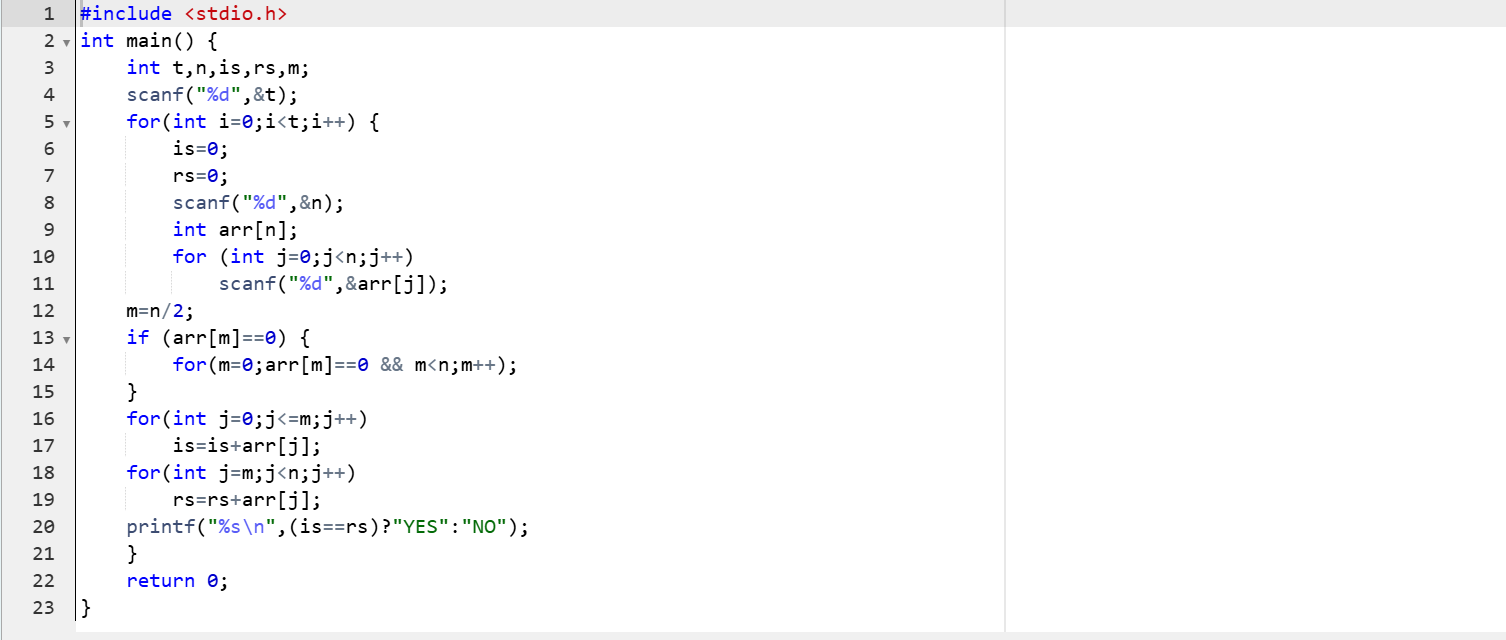 1 #include <stdio.h>
2 int main() {
3     int t,n,is,rs,m;
4     scanf("%d",&t);
5     for(int i=0;i<t;i++) {
6         is=0;
7         rs=0;
8         scanf("%d",&n);
9         int arr[n];
10         for (int j=0;j<n;j++)
11             scanf("%d",&arr[j]);
12     m=n/2;
13     if (arr[m]==0) {
14         for(m=0;arr[m]==0 && m<n;m++);
15     }
16     for(int j=0;j<=m;j++)
17         is=is+arr[j];
18     for(int j=m;j<n;j++)
19         rs=rs+arr[j];
20     printf("%s\n",(is==rs)?"YES":"NO");
21     }
22     return 0;
23 }